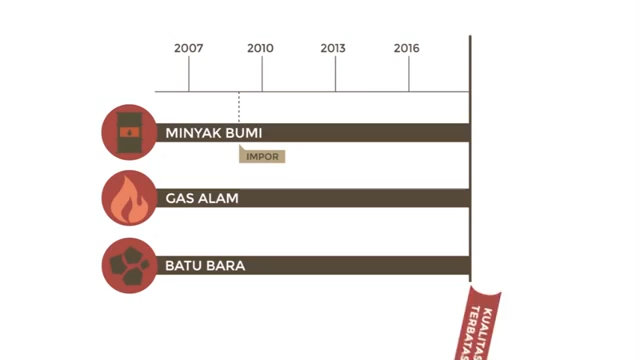 2007 2010 2013 2016
MINYAK BUMI
IMPOR
GAS ALAM
BATU BARA
KUALITAS
TERBATAS